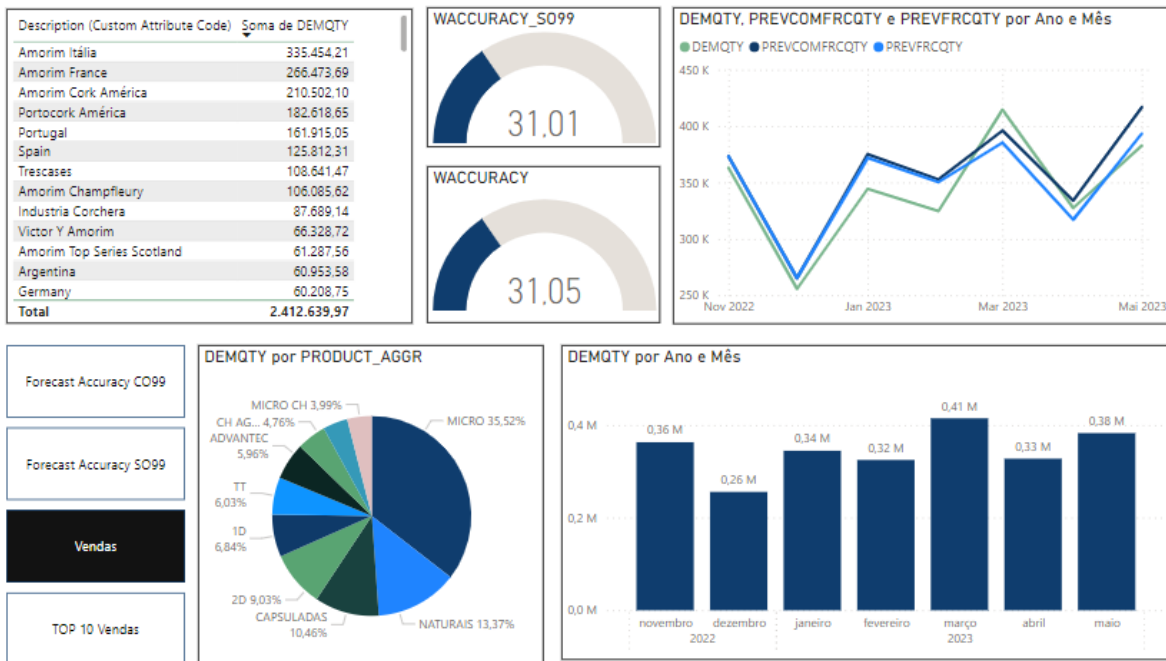 Description (Custom Attribute Code) Soma de DEMQTY
Amorim Itália 335.454,21
Amorim France 266.473,69
Amorim Cork América 210.502,10
Portocork América 182.618,65
Portugal 161.915,05
Spain 125.812,31
Trescases 108.641,47
Amorim Champfleury 106.085,62
Industria Corchera 87.689,14
Victor Y Amorim 66.328,72
Amorim Top Series Scotland 61.287,56
Argentina 60.953,58
Germany 60.208,75
Total 2.412.639,97
WACCURACY_SO99
31,01
WACCURACY
31,05
DEMQTY, PREVCOMFRCQTY e PREVFRCQTY por Ano e Mês
DEMQTY PREVCOMFRCQTY PREVFRCQTY
450 K
400 K
350 K
300 K
250 K
Nov 2022 Jan 2023 Mar 2023 Mai 2023
Forecast Accuracy CO99
Forecast Accuracy SO99
Vendas
TOP 10 Vendas
DEMQTY por PRODUCT_AGGR
MICRO CH 3,99%
CH AG... 4,76%
ADVANTEC
5,96%
TT
6,03%
1D
6,84%
2D 9,03%
CAPSULADAS
10,46%
NATURAIS 13,37%
MICRO 35,52%
DEMQTY por Ano e Mês
0,4 M
0,2 M
0,0 M
0,36 M
0,26 M
0,34 M
0,32 M
0,41 M
0,33 M
0,38 M
novembro dezembro janeiro fevereiro março abril maio
2022 2023